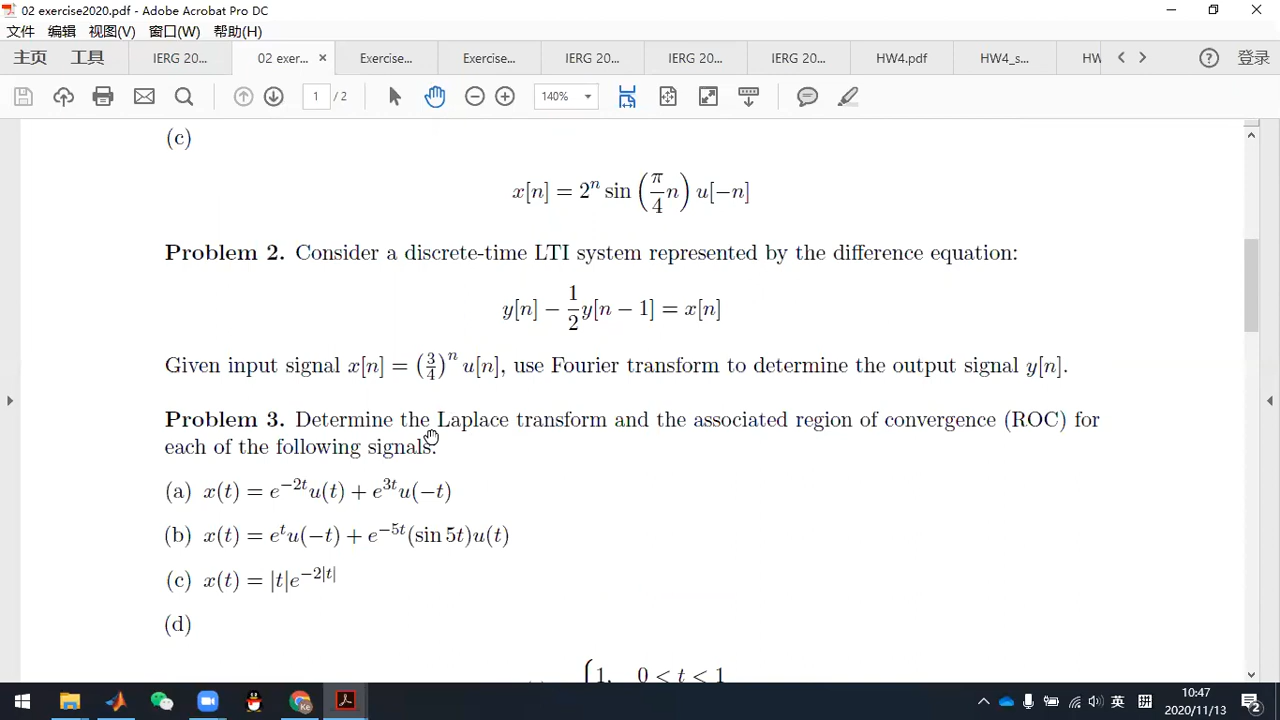 02 exercise2020.pdf - Adobe Acrobat Pro DC
文件 编辑 视图(V) 窗口(W) 帮助(H)
主页 工具 IERG 20... 02 exer... × Exercise... Exercise... IERG 20... IERG 20... IERG 20... HW4.pdf HW4_s... HW 登录
1 / 2 140%
(c)
x[n] = 2^n sin (π/4 n) u[−n]
Problem 2. Consider a discrete-time LTI system represented by the difference equation:
y[n] − 1/2 y[n − 1] = x[n]
Given input signal x[n] = (3/4)^n u[n], use Fourier transform to determine the output signal y[n].
Problem 3. Determine the Laplace transform and the associated region of convergence (ROC) for
each of the following signals.
(a) x(t) = e^{−2t}u(t) + e^{3t}u(−t)
(b) x(t) = e^t u(−t) + e^{−5t}(sin 5t)u(t)
(c) x(t) = |t|e^{−2|t|}
(d)
{1, 0 < t < 1
英 拼 10:47
2020/11/13 2